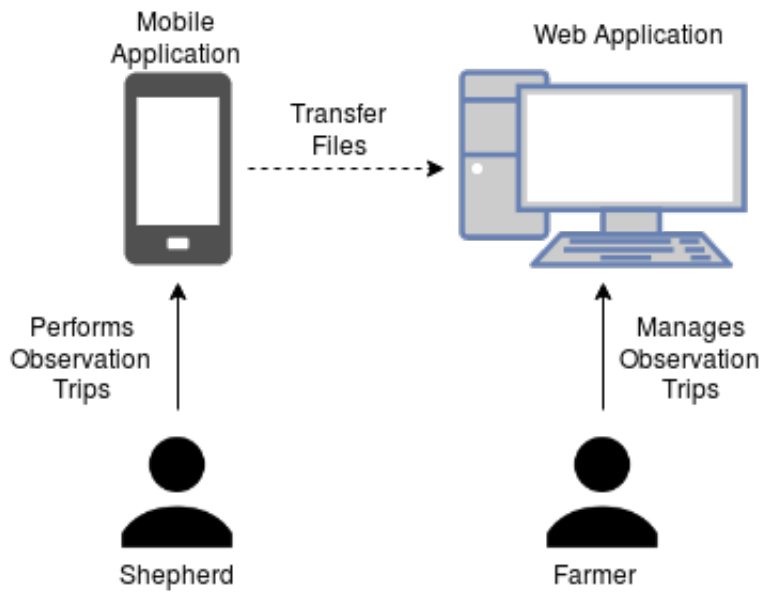 Mobile
Application
Web Application
Transfer
Files
Performs
Observation
Trips
Manages
Observation
Trips
Shepherd
Farmer